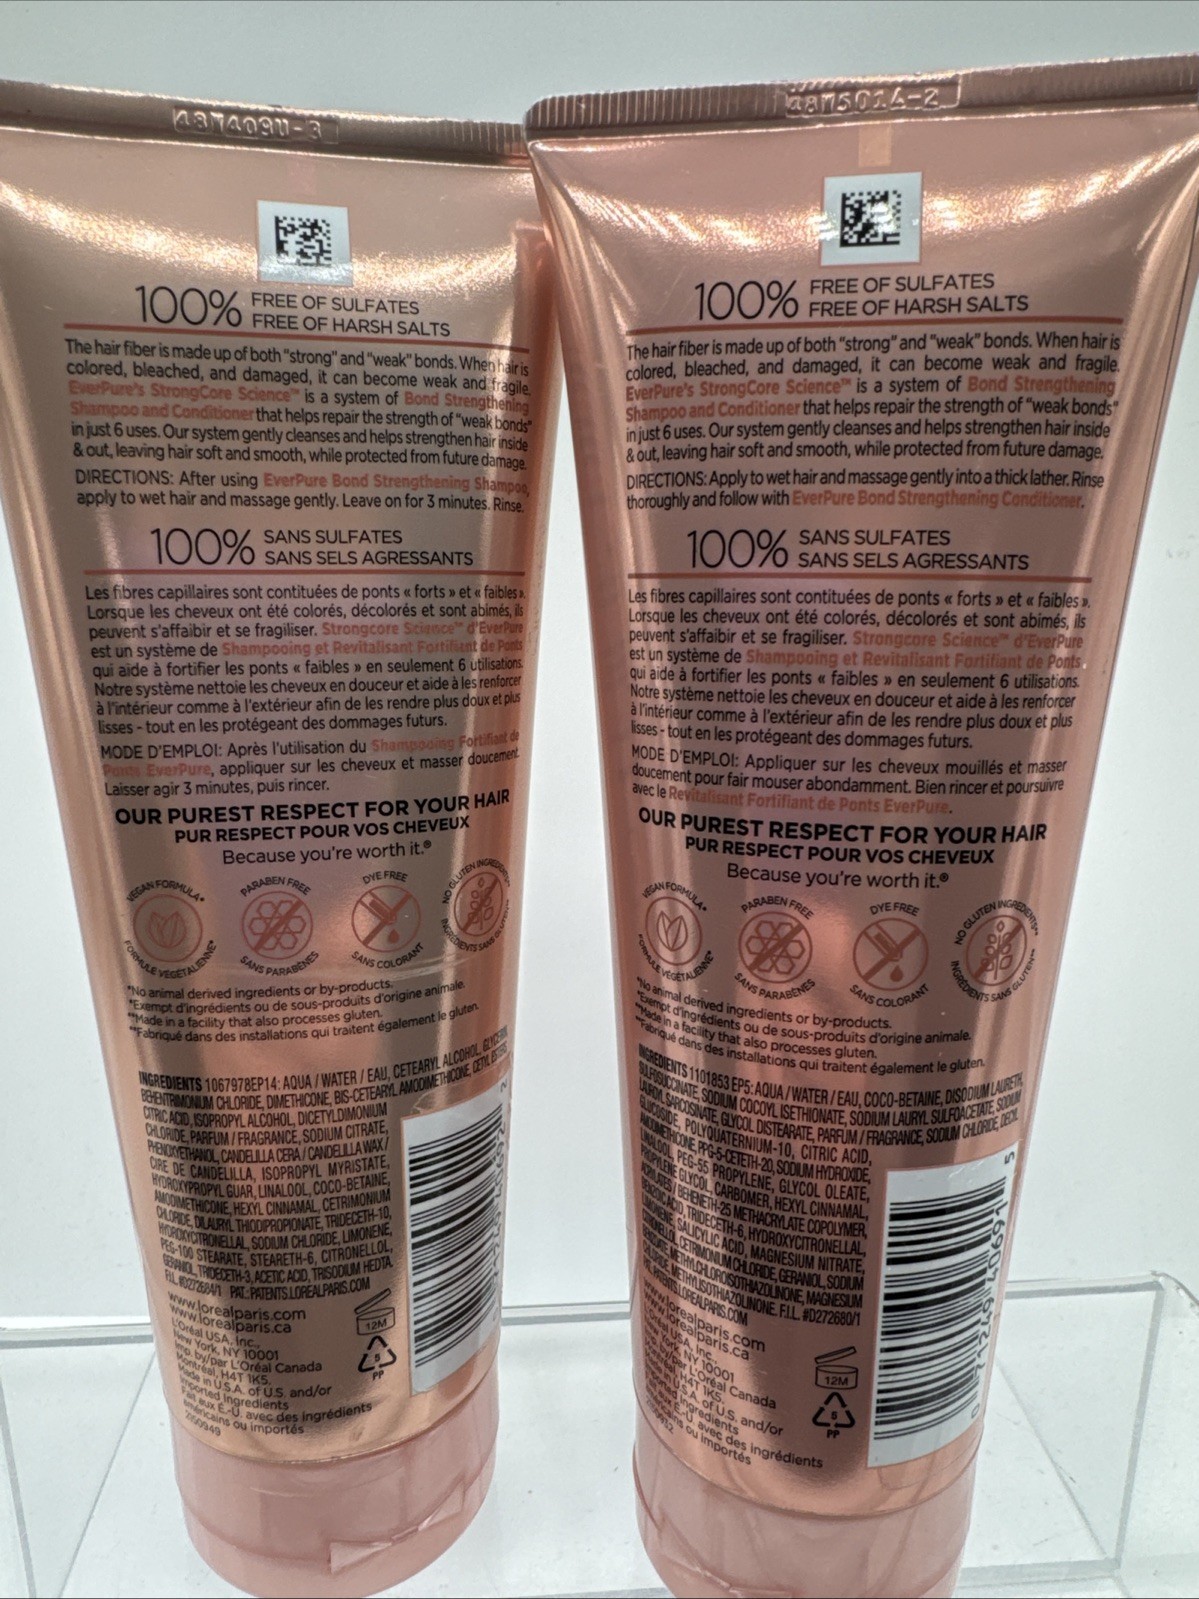 487409U-3
100% FREE OF SULFATES
FREE OF HARSH SALTS
The hair fiber is made up of both "strong" and "weak" bonds. When hair is
colored, bleached, and damaged, it can become weak and fragile.
EverPure's StrongCore Science™ is a system of Bond Strengthening
Shampoo and Conditioner that helps repair the strength of "weak bonds"
in just 6 uses. Our system gently cleanses and helps strengthen hair inside
& out, leaving hair soft and smooth, while protected from future damage.
DIRECTIONS: After using EverPure Bond Strengthening Shampoo,
apply to wet hair and massage gently. Leave on for 3 minutes. Rinse.
100% SANS SULFATES
SANS SELS AGRESSANTS
Les fibres capillaires sont contituées de ponts « forts » et « faibles ».
Lorsque les cheveux ont été colorés, décolorés et sont abimés, ils
peuvent s'affaibir et se fragiliser. Strongcore Science™ d'EverPure
est un système de Shampooing et Revitalisant Fortifiant de Ponts
qui aide à fortifier les ponts « faibles » en seulement 6 utilisations.
Notre système nettoie les cheveux en douceur et aide à les renforcer
à l'intérieur comme à l'extérieur afin de les rendre plus doux et plus
lisses - tout en les protégeant des dommages futurs.
MODE D'EMPLOI: Après l'utilisation du Shampooing Fortifiant de
Ponts EverPure, appliquer sur les cheveux et masser doucement.
Laisser agir 3 minutes, puis rincer.
OUR PUREST RESPECT FOR YOUR HAIR
PUR RESPECT POUR VOS CHEVEUX
Because you're worth it.®
VEGAN FORMULA* PARABEN FREE DYE FREE NO GLUTEN INGREDIENTS**
FORMULE VÉGÉTALIENNE* SANS PARABÈNES SANS COLORANT INGRÉDIENTS SANS GLUTEN**
*No animal derived ingredients or by-products.
*Exempt d'ingrédients ou de sous-produits d'origine animale.
**Made in a facility that also processes gluten.
**Fabriqué dans des installations qui traitent également le gluten.
INGREDIENTS 1067978EP14: AQUA / WATER / EAU, CETEARYL ALCOHOL, GLYCERIN,
BEHENTRIMONIUM CHLORIDE, DIMETHICONE, BIS-CETEARYL AMODIMETHICONE, CETYL ESTERS,
CITRIC ACID, ISOPROPYL ALCOHOL, DICETYLDIMONIUM
CHLORIDE, PARFUM / FRAGRANCE, SODIUM CITRATE,
PHENOXYETHANOL, CANDELILLA CERA / CANDELILLA WAX /
CIRE DE CANDELILLA, ISOPROPYL MYRISTATE,
HYDROXYPROPYL GUAR, LINALOOL, COCO-BETAINE,
AMODIMETHICONE, HEXYL CINNAMAL, CETRIMONIUM
CHLORIDE, DILAURYL THIODIPROPIONATE, TRIDECETH-10,
HYDROXYCITRONELLAL, SODIUM CHLORIDE, LIMONENE,
PEG-100 STEARATE, STEARETH-6, CITRONELLOL,
GERANIOL, TRIDECETH-3, ACETIC ACID, TRISODIUM HEDTA.
F.I.L. #D272684/1 PAT.: PATENTS.LOREALPARIS.COM
www.lorealparis.com
www.lorealparis.ca
L'Oréal USA, Inc.,
New York, NY 10001
Imp. by/par L'Oréal Canada
Montréal, H4T 1K5.
Made in U.S.A. of U.S. and/or
Imported Ingredients
Fait aux É.-U. avec des ingrédients
américains ou importés
2150949
12M
5
PP
487501A-2
100% FREE OF SULFATES
FREE OF HARSH SALTS
The hair fiber is made up of both "strong" and "weak" bonds. When hair is
colored, bleached, and damaged, it can become weak and fragile.
EverPure's StrongCore Science™ is a system of Bond Strengthening
Shampoo and Conditioner that helps repair the strength of "weak bonds"
in just 6 uses. Our system gently cleanses and helps strengthen hair inside
& out, leaving hair soft and smooth, while protected from future damage.
DIRECTIONS: Apply to wet hair and massage gently into a thick lather. Rinse
thoroughly and follow with EverPure Bond Strengthening Conditioner.
100% SANS SULFATES
SANS SELS AGRESSANTS
Les fibres capillaires sont contituées de ponts « forts » et « faibles ».
Lorsque les cheveux ont été colorés, décolorés et sont abimés, ils
peuvent s'affaibir et se fragiliser. Strongcore Science™ d'EverPure
est un système de Shampooing et Revitalisant Fortifiant de Ponts
qui aide à fortifier les ponts « faibles » en seulement 6 utilisations.
Notre système nettoie les cheveux en douceur et aide à les renforcer
à l'intérieur comme à l'extérieur afin de les rendre plus doux et plus
lisses - tout en les protégeant des dommages futurs.
MODE D'EMPLOI: Appliquer sur les cheveux mouillés et masser
doucement pour fair mouser abondamment. Bien rincer et poursuivre
avec le Revitalisant Fortifiant de Ponts EverPure.
OUR PUREST RESPECT FOR YOUR HAIR
PUR RESPECT POUR VOS CHEVEUX
Because you're worth it.®
VEGAN FORMULA* PARABEN FREE DYE FREE NO GLUTEN INGREDIENTS**
FORMULE VÉGÉTALIENNE* SANS PARABÈNES SANS COLORANT INGRÉDIENTS SANS GLUTEN**
*No animal derived ingredients or by-products.
*Exempt d'ingrédients ou de sous-produits d'origine animale.
**Made in a facility that also processes gluten.
**Fabriqué dans des installations qui traitent également le gluten.
INGREDIENTS 1101853 EP5: AQUA / WATER / EAU, COCO-BETAINE, DISODIUM LAURETH
SULFOSUCCINATE, SODIUM COCOYL ISETHIONATE, SODIUM LAURYL SULFOACETATE, SODIUM
LAUROYL SARCOSINATE, GLYCOL DISTEARATE, PARFUM / FRAGRANCE, SODIUM CHLORIDE, DECYL
GLUCOSIDE, POLYQUATERNIUM-10, CITRIC ACID,
AMODIMETHICONE, PPG-5-CETETH-20, SODIUM HYDROXIDE,
LINALOOL, PEG-55 PROPYLENE, GLYCOL OLEATE,
PROPYLENE GLYCOL, CARBOMER, HEXYL CINNAMAL,
ACRYLATES / BEHENETH-25 METHACRYLATE COPOLYMER,
BENZOIC ACID, TRIDECETH-6, HYDROXYCITRONELLAL,
LIMONENE, SALICYLIC ACID, MAGNESIUM NITRATE,
CITRONELLOL, CETRIMONIUM CHLORIDE, GERANIOL, SODIUM
BENZOATE, METHYLCHLOROISOTHIAZOLINONE, MAGNESIUM
CHLORIDE, METHYLISOTHIAZOLINONE. F.I.L. #D272680/1
PAT.: PATENTS.LOREALPARIS.COM
www.lorealparis.com
www.lorealparis.ca
L'Oréal USA, Inc.,
New York, NY 10001
Imp. by/par L'Oréal Canada
Montréal, H4T 1K5.
Made in U.S.A. of U.S. and/or
Imported Ingredients
Fait aux É.-U. avec des ingrédients
américains ou importés
12M
5
PP
0 71249 40691 5